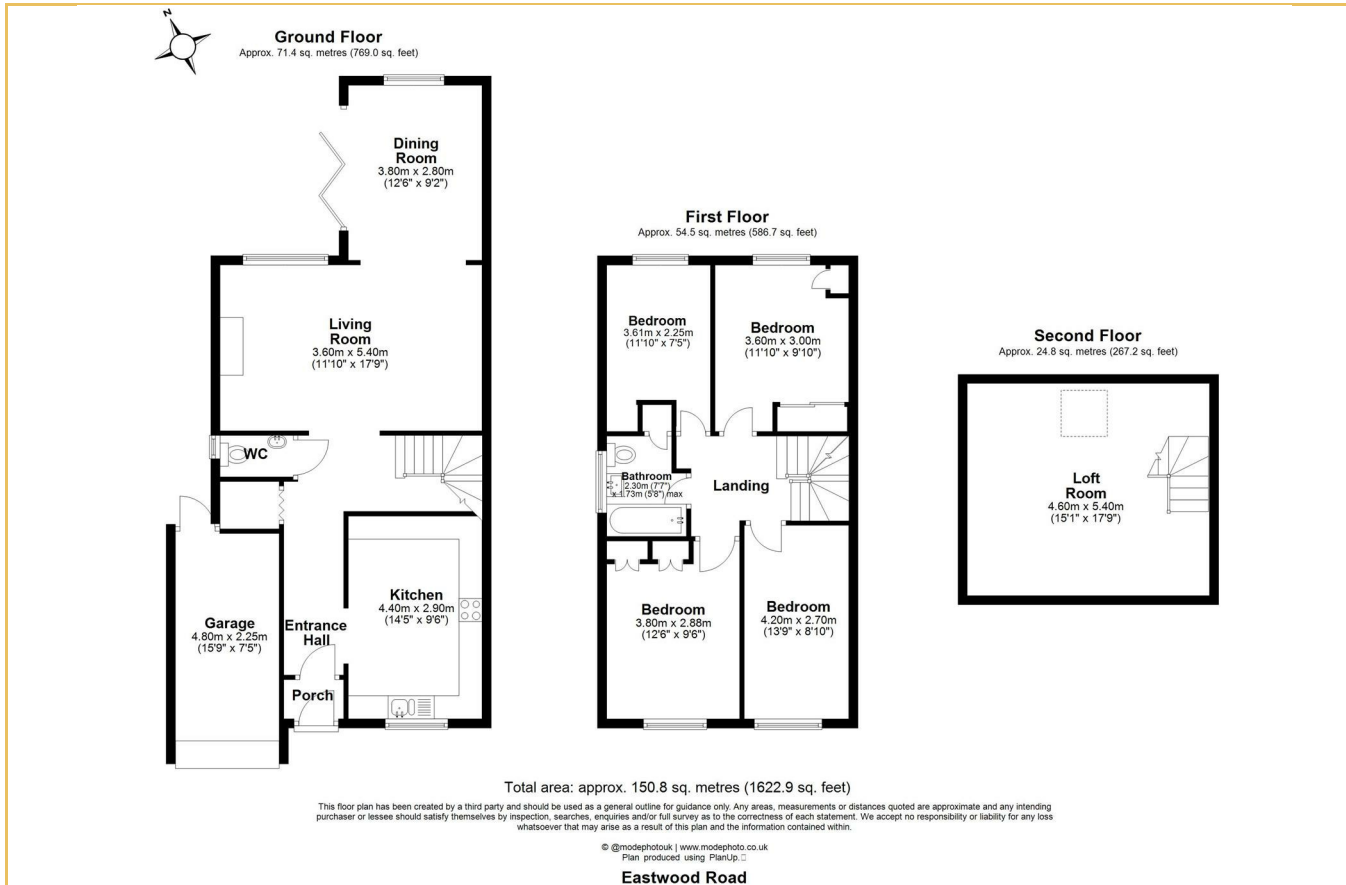 N
Ground Floor
Approx. 71.4 sq. metres (769.0 sq. feet)
Dining
Room
3.80m x 2.80m
(12'6" x 9'2")
Living
Room
3.60m x 5.40m
(11'10" x 17'9")
WC
Kitchen
4.40m x 2.90m
(14'5" x 9'6")
Garage
4.80m x 2.25m
(15'9" x 7'5")
Entrance
Hall
Porch
First Floor
Approx. 54.5 sq. metres (586.7 sq. feet)
Bedroom
3.61m x 2.25m
(11'10" x 7'5")
Bedroom
3.60m x 3.00m
(11'10" x 9'10")
Bathroom
2.30m (7'7")
x 1.73m (5'8") max
Landing
Bedroom
3.80m x 2.88m
(12'6" x 9'6")
Bedroom
4.20m x 2.70m
(13'9" x 8'10")
Second Floor
Approx. 24.8 sq. metres (267.2 sq. feet)
Loft
Room
4.60m x 5.40m
(15'1" x 17'9")
Total area: approx. 150.8 sq. metres (1622.9 sq. feet)
This floor plan has been created by a third party and should be used as a general outline for guidance only. Any areas, measurements or distances quoted are approximate and any intending
purchaser or lessee should satisfy themselves by inspection, searches, enquiries and/or full survey as to the correctness of each statement. We accept no responsibility or liability for any loss
whatsoever that may arise as a result of this plan and the information contained within.
© @modephotouk | www.modephoto.co.uk
Plan produced using PlanUp.
Eastwood Road